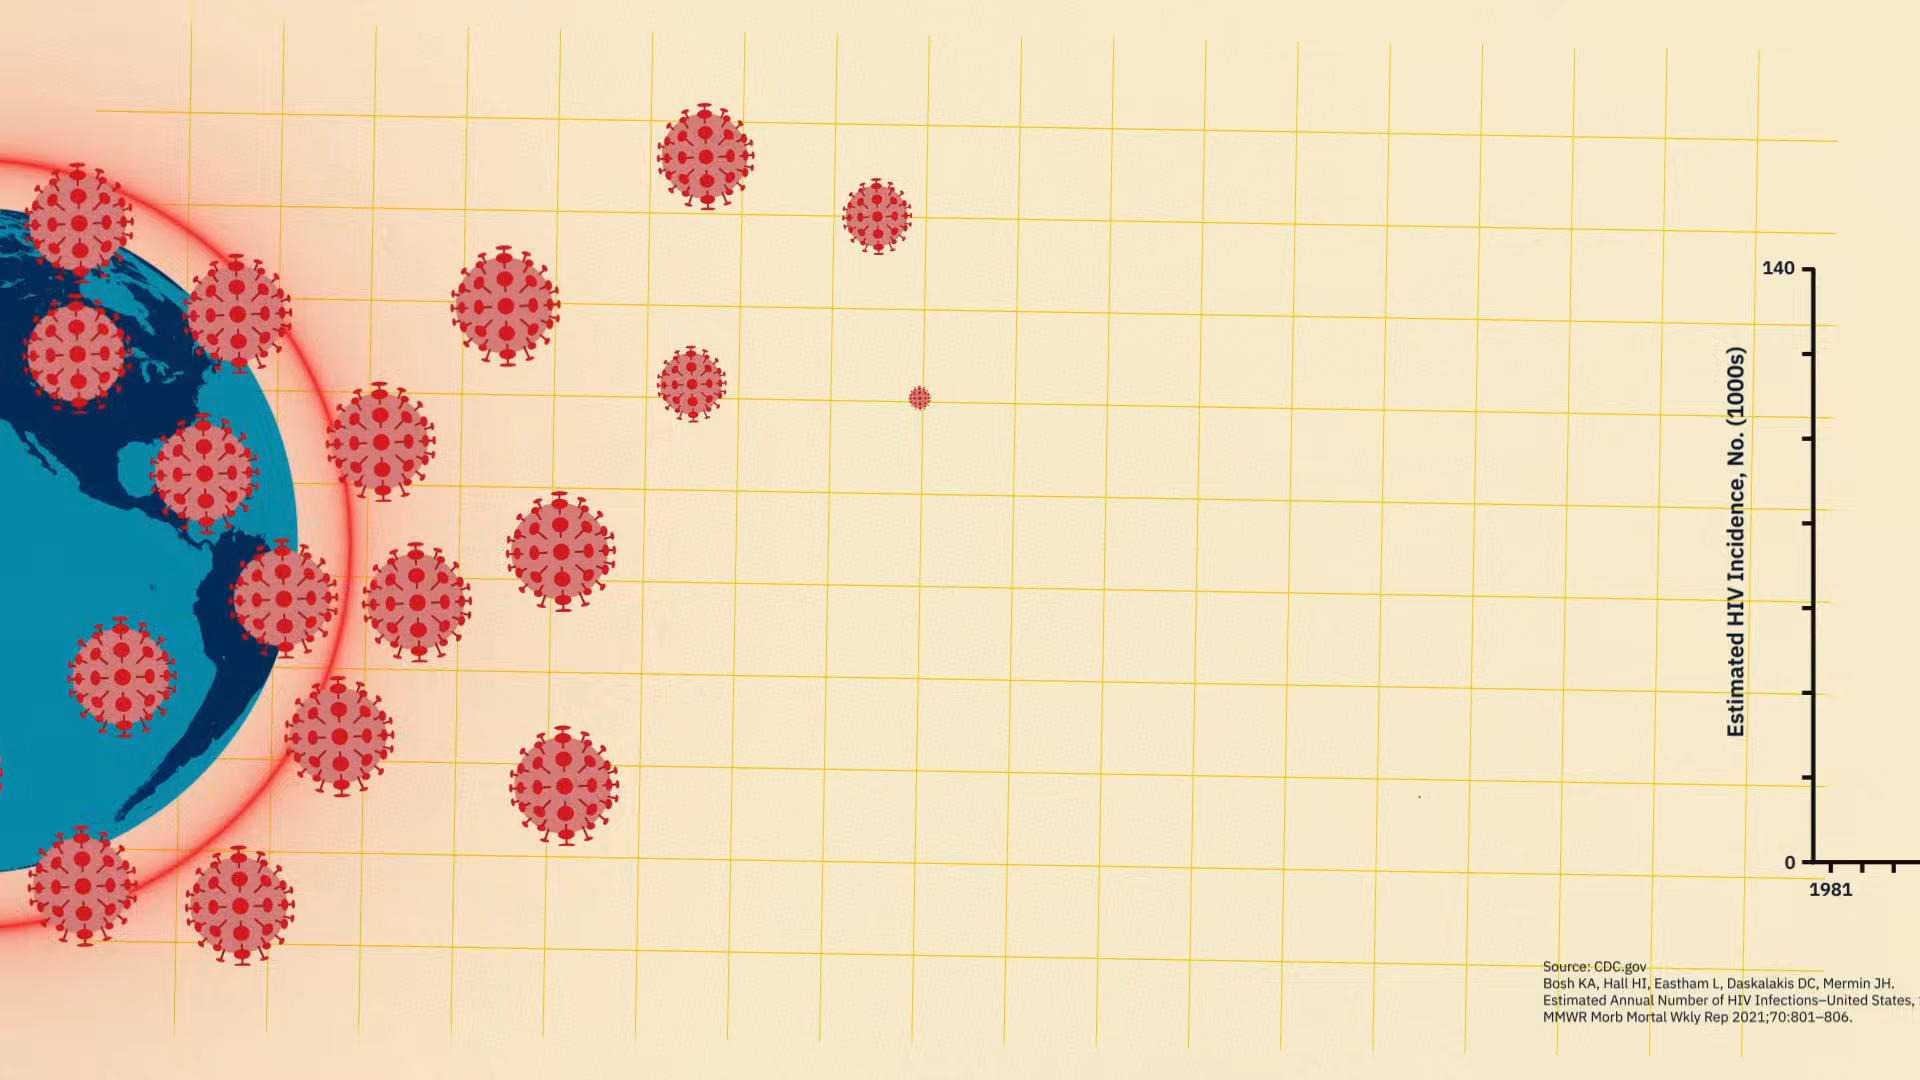 140
Estimated HIV Incidence, No. (1000s)
0
1981
Source: CDC.gov
Bosh KA, Hall HI, Eastham L, Daskalakis DC, Mermin JH.
Estimated Annual Number of HIV Infections–United States,
MMWR Morb Mortal Wkly Rep 2021;70:801–806.